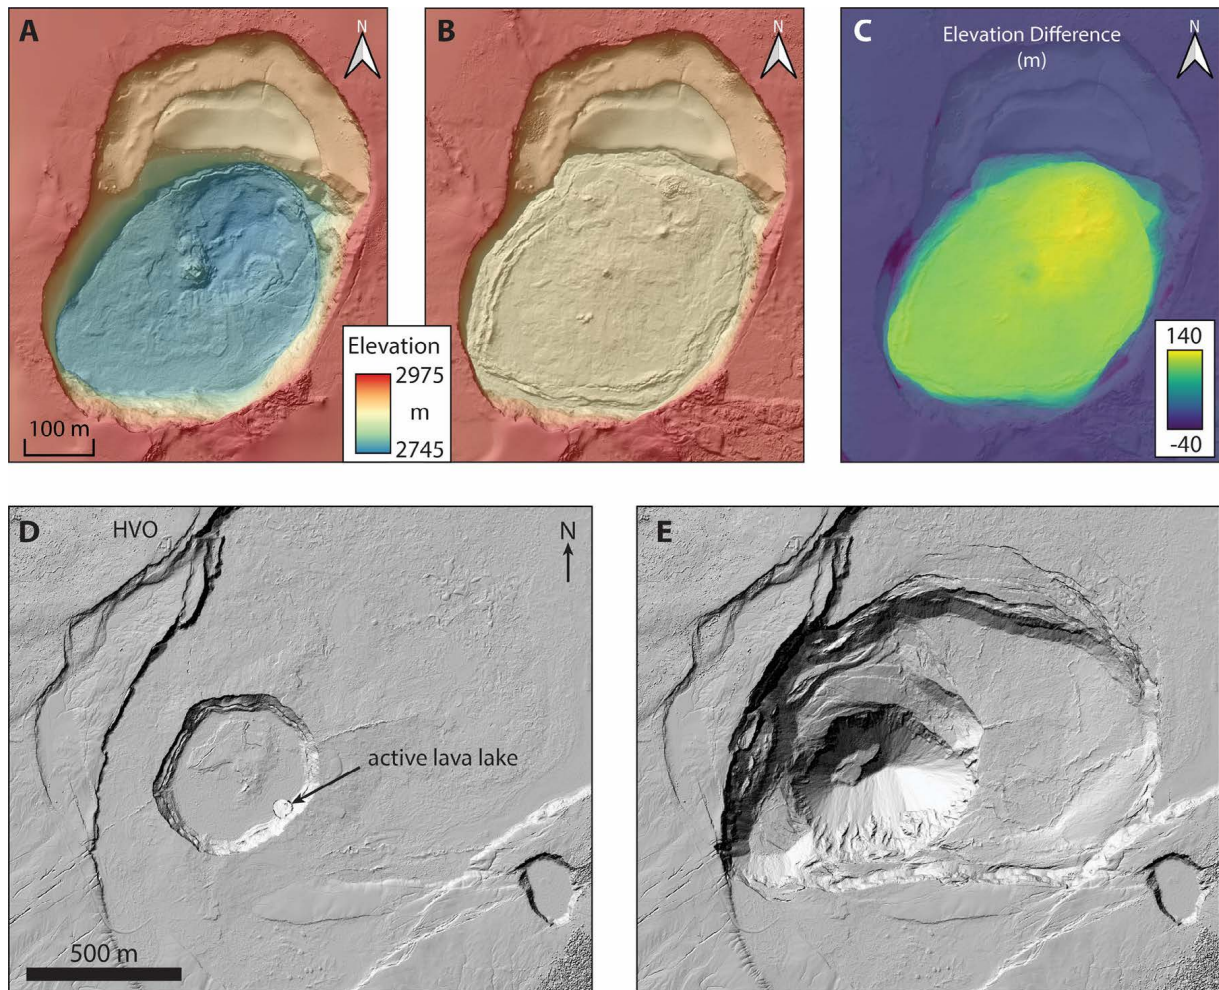 A
N
B
N
C
Elevation Difference
(m)
N
Elevation
2975
m
2745
100 m
140
-40
D
HVO
N
active lava lake
500 m
E